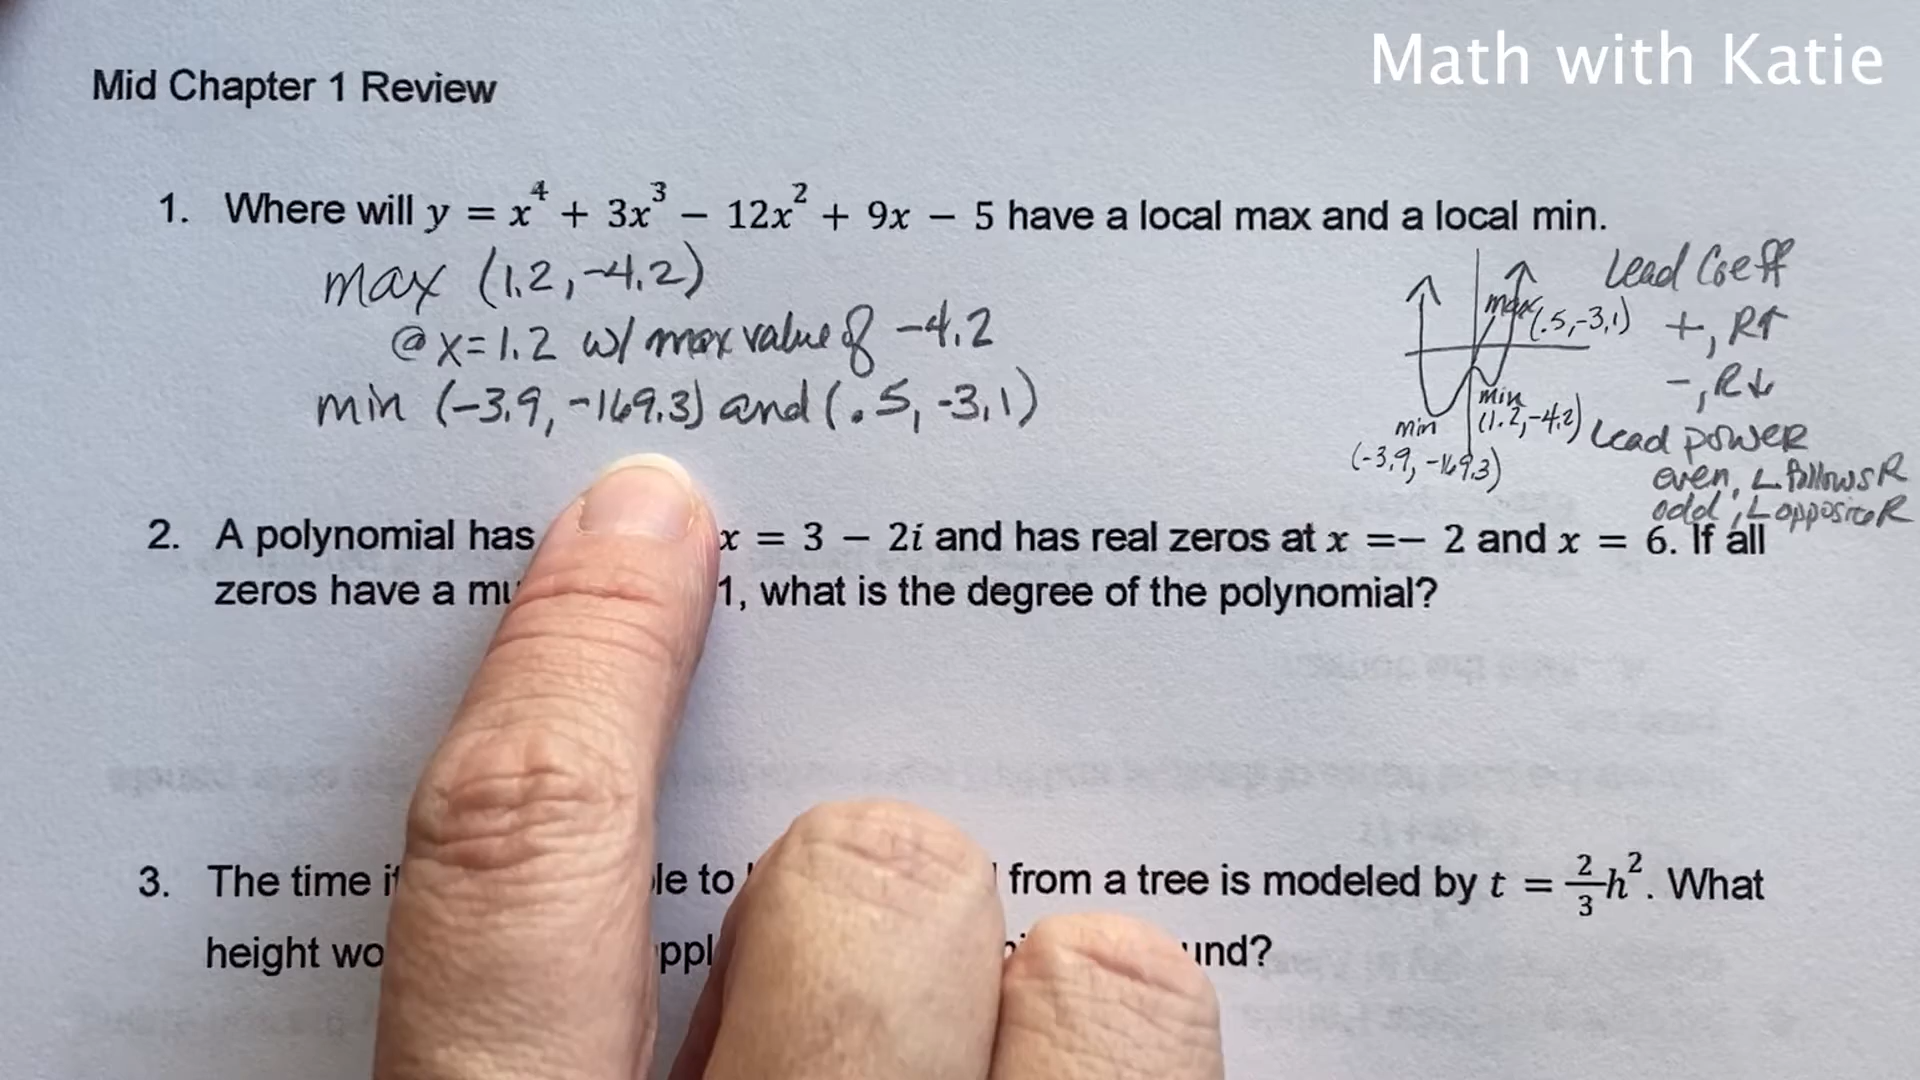 Math with Katie
Mid Chapter 1 Review
1. Where will y = x⁴ + 3x³ − 12x² + 9x − 5 have a local max and a local min.
max (1.2, -4.2)
@ x=1.2 w/ max value of -4.2
min (-3.9, -169.3) and (.5, -3.1)
max (.5, -3.1)
min
(1.2, -4.2)
min
(-3.9, -169.3)
Lead Coeff
+, R↑
-, R↓
Lead power
even, L follows R
odd, L opposite R
2. A polynomial has x = 3 − 2i and has real zeros at x =− 2 and x = 6. If all
zeros have a 1, what is the degree of the polynomial?
3. The time to from a tree is modeled by t = 2/3 h². What
height